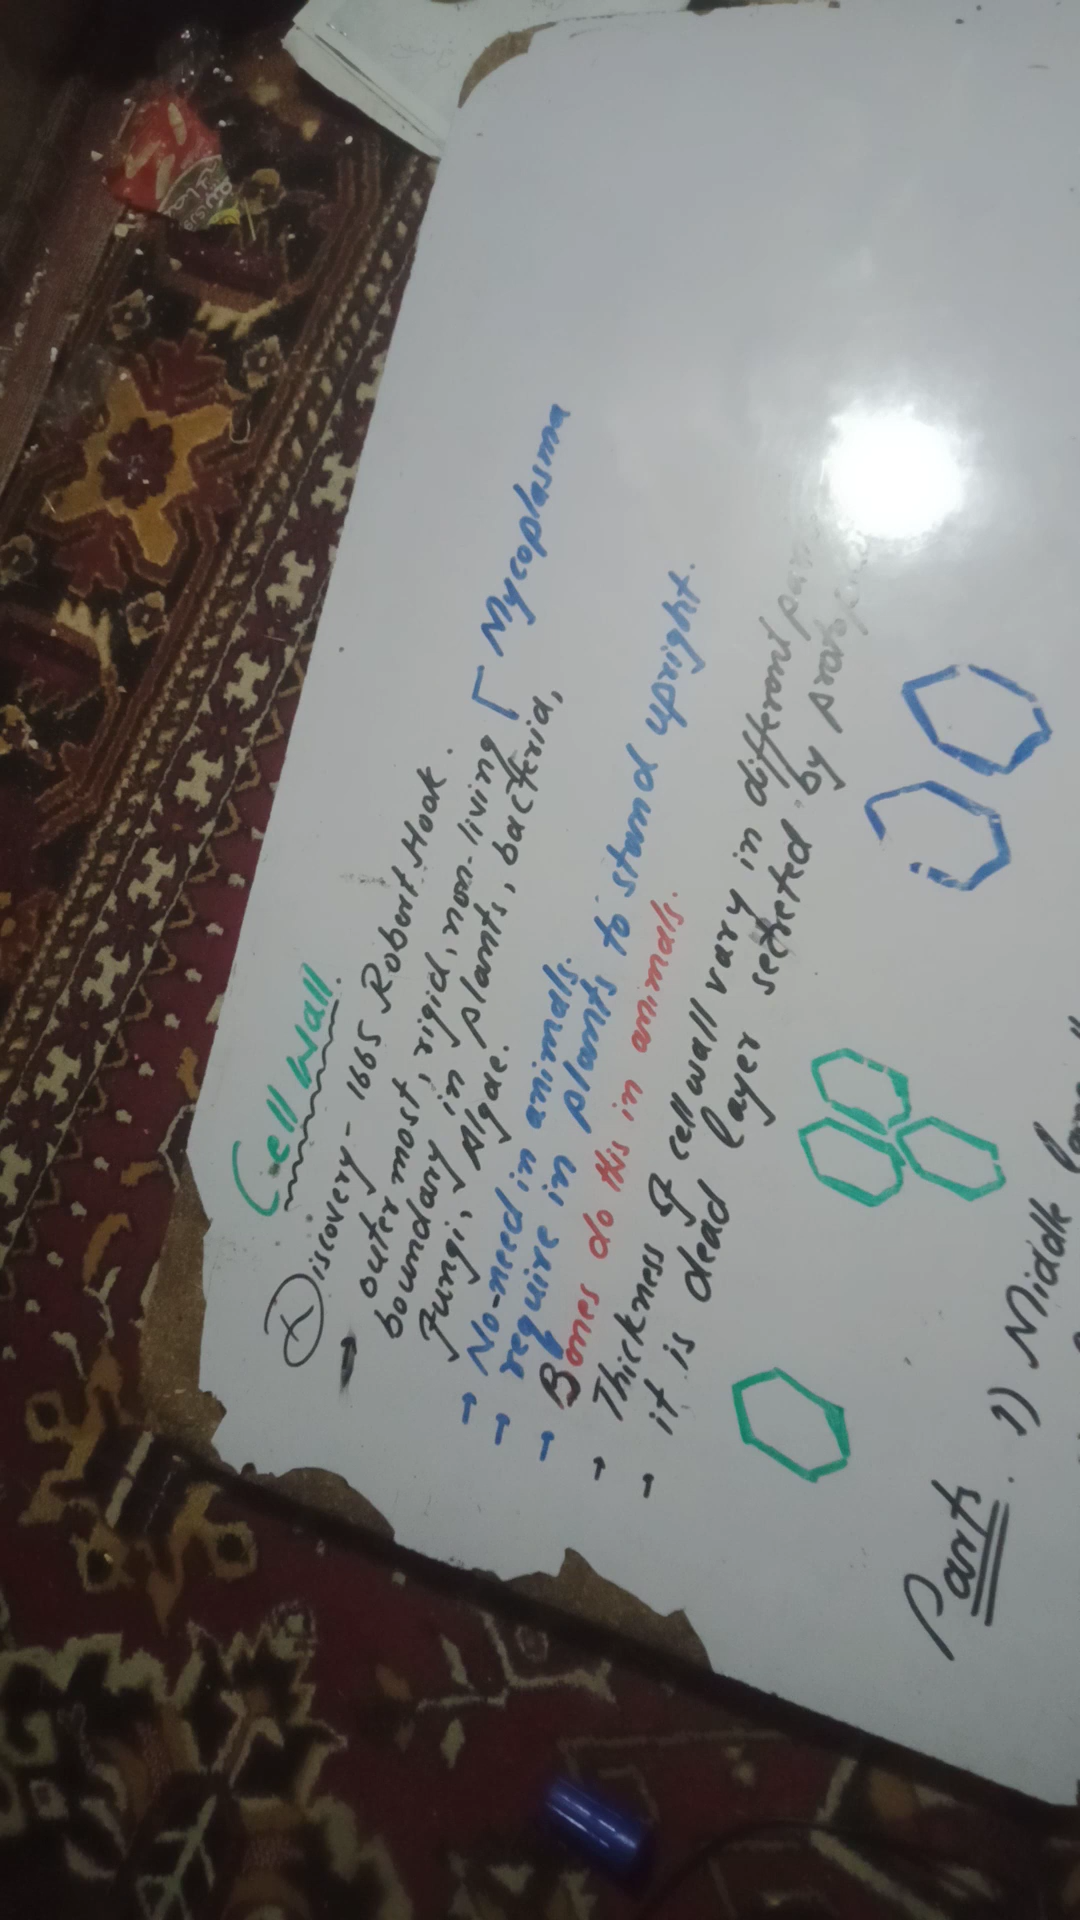 Cell Wall.
Discovery - 1665 Robert Hook.
→ outer most, rigid, non-living
boundary in plants, bacteria, [ Mycoplasma
Fungi, Algae.
→ No-need in animals.
→ require in plants to stand upright.
→ Bones do this in animals.
→ Thickness of cell wall vary in different
→ it is dead layer secreted by
Parts. 1) Middle